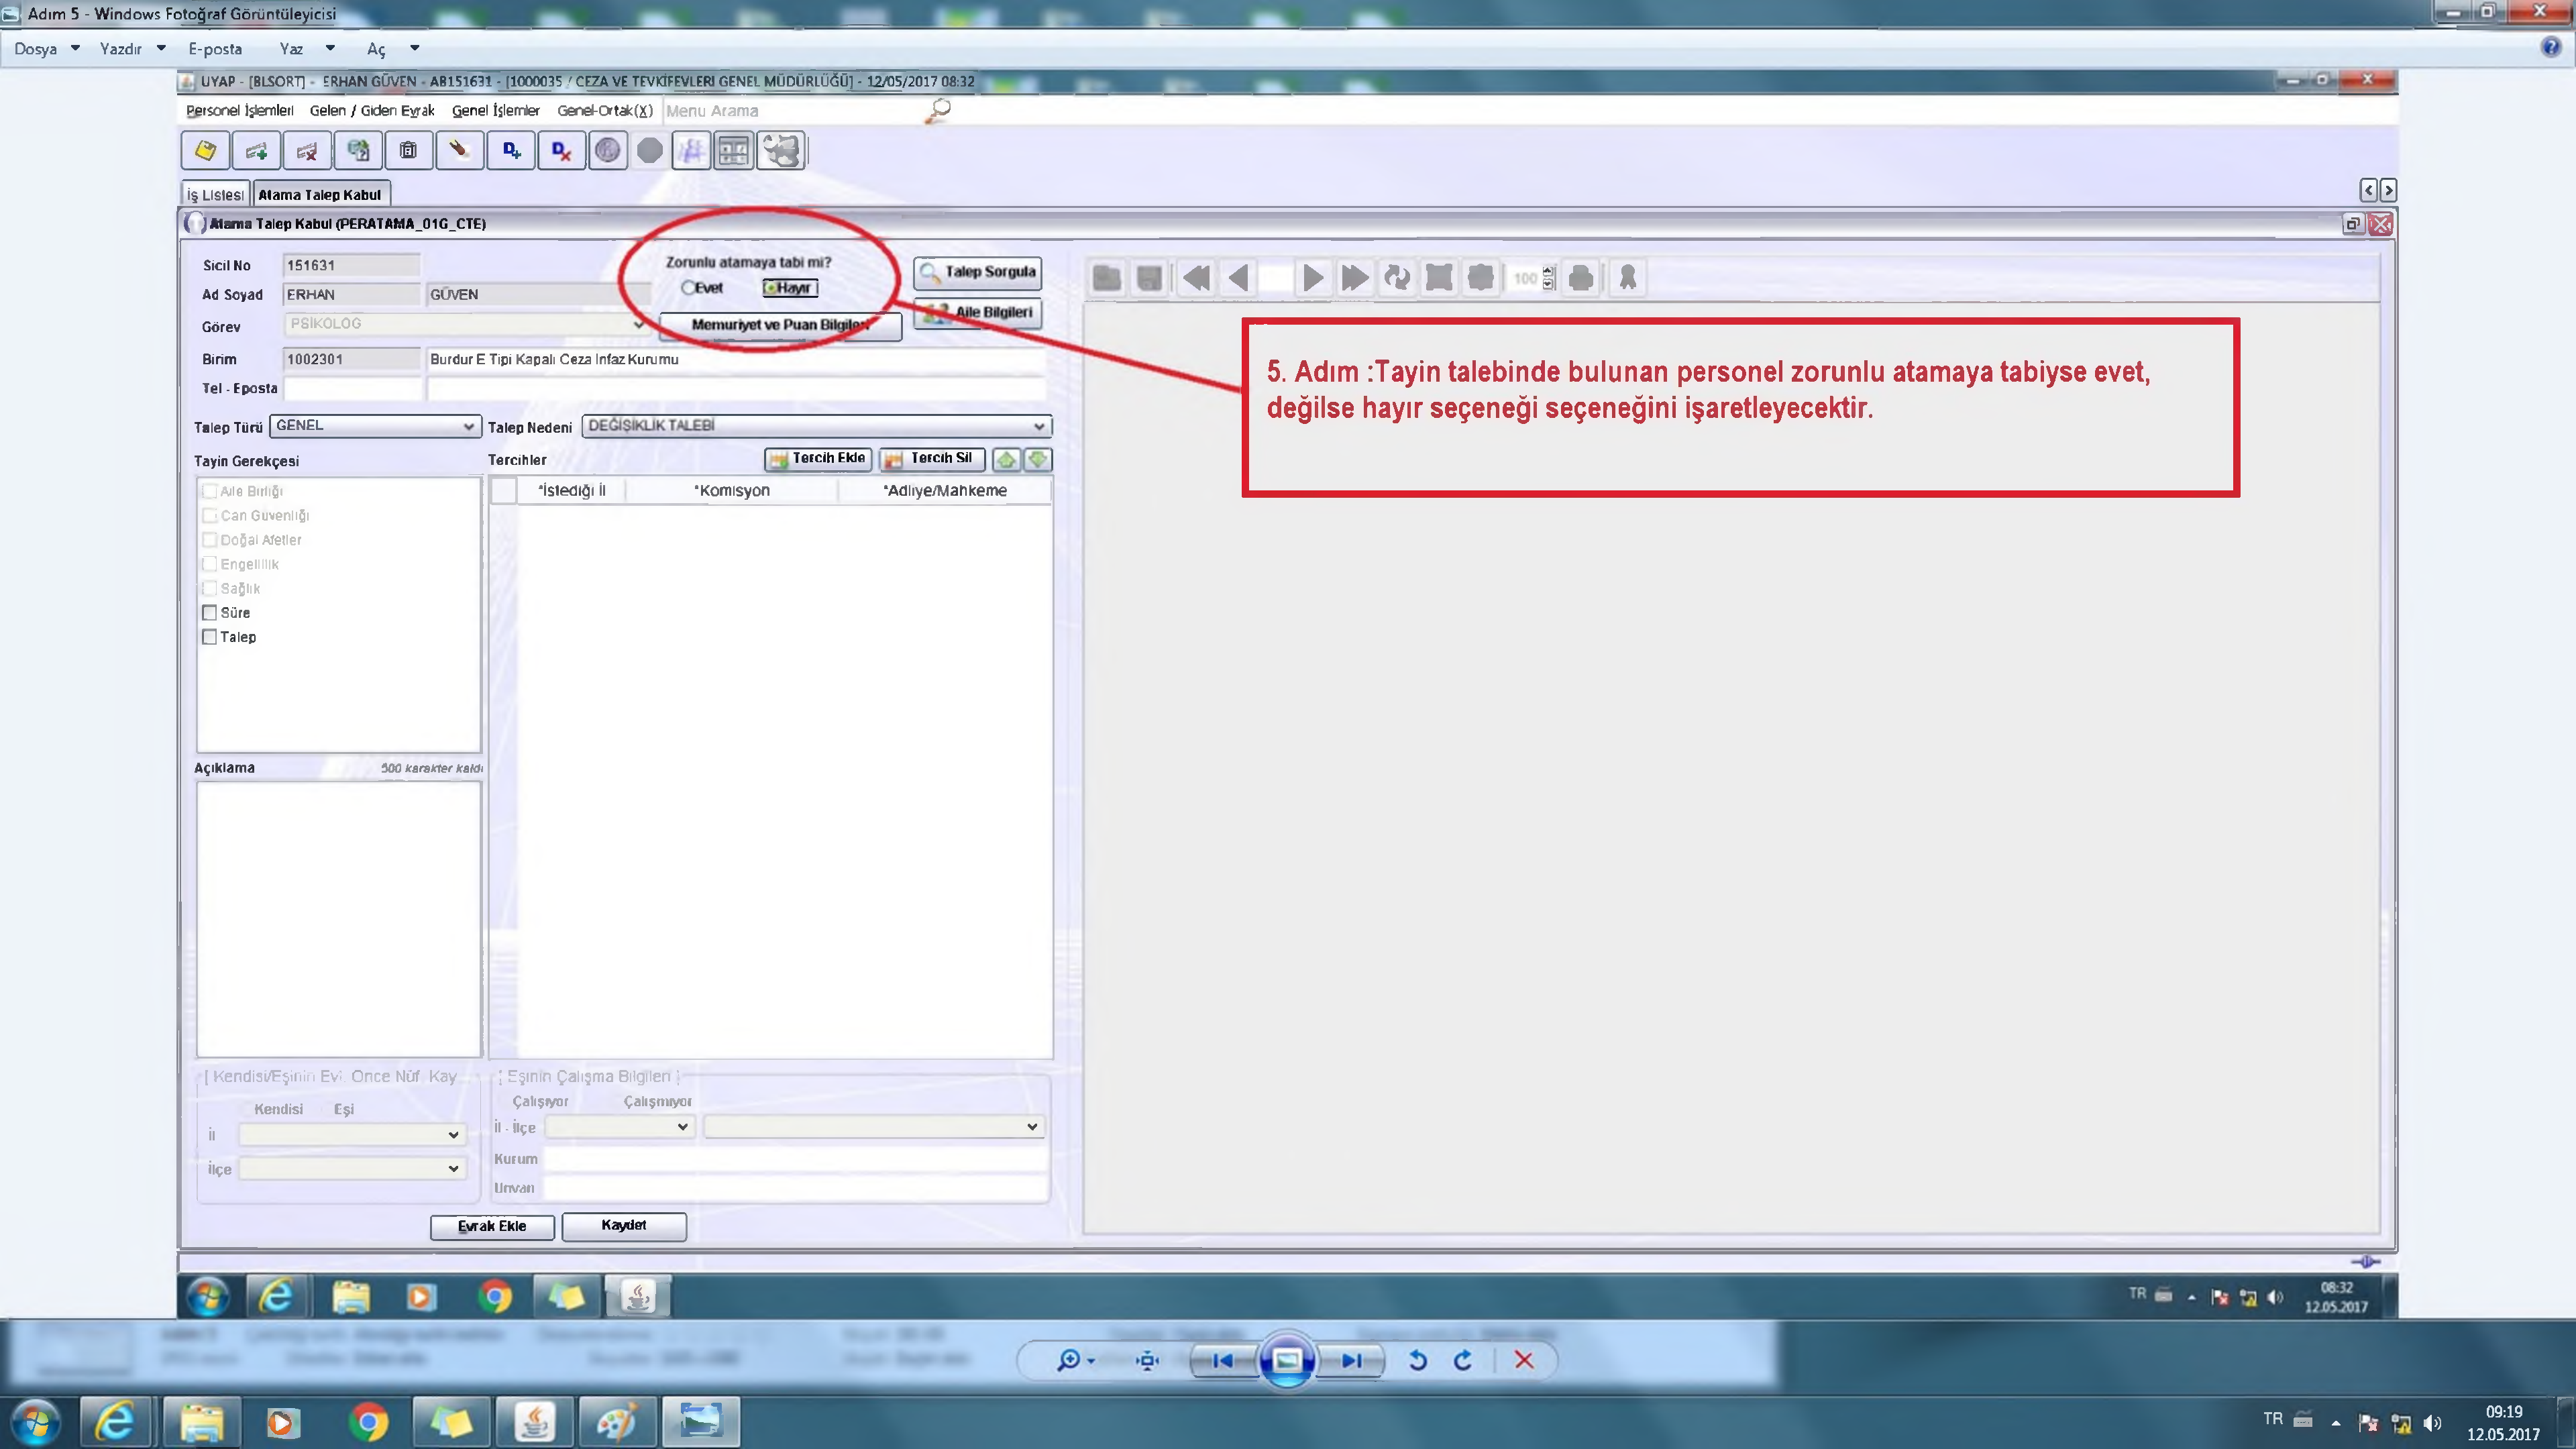 Adım 5 - Windows Fotoğraf Görüntüleyicisi
Dosya Yazdır E-posta Yaz Aç
UYAP - [BLSORT] - ERHAN GÜVEN - AB151631 - [1000035 / CEZA VE TEVKİFEVLERİ GENEL MÜDÜRLÜĞÜ] - 12/05/2017 08:32
Personel İşlemleri Gelen / Giden Evrak Genel İşlemler Genel-Ortak(X) Menu Arama
İş Listesi Atama Talep Kabul
Atama Talep Kabul (PERATAMA_01G_CTE)
Sicil No 151631
Zorunlu atamaya tabi mi?
Evet Hayır
Talep Sorgula
Ad Soyad ERHAN GÜVEN
Görev PSİKOLOG
Memuriyet ve Puan Bilgileri
Aile Bilgileri
Birim 1002301 Burdur E Tipi Kapalı Ceza İnfaz Kurumu
Tel - Eposta
Talep Türü GENEL Talep Nedeni DEĞİŞİKLİK TALEBİ
Tayin Gerekçesi Tercihler Tercih Ekle Tercih Sil
*İstediği İl *Komisyon *Adliye/Mahkeme
Aile Birliği
Can Güvenliği
Doğal Afetler
Engellilik
Sağlık
Süre
Talep
Açıklama 500 karakter kaldı
[ Kendisi/Eşinin Evl. Önce Nüf. Kay
Kendisi Eşi
İl
İlçe
[ Eşinin Çalışma Bilgileri ]
Çalışıyor Çalışmıyor
İl - İlçe
Kurum
Unvan
Evrak Ekle Kaydet
100
5. Adım :Tayin talebinde bulunan personel zorunlu atamaya tabiyse evet,
değilse hayır seçeneği seçeneğini işaretleyecektir.
TR 08:32
12.05.2017
TR 09:19
12.05.2017